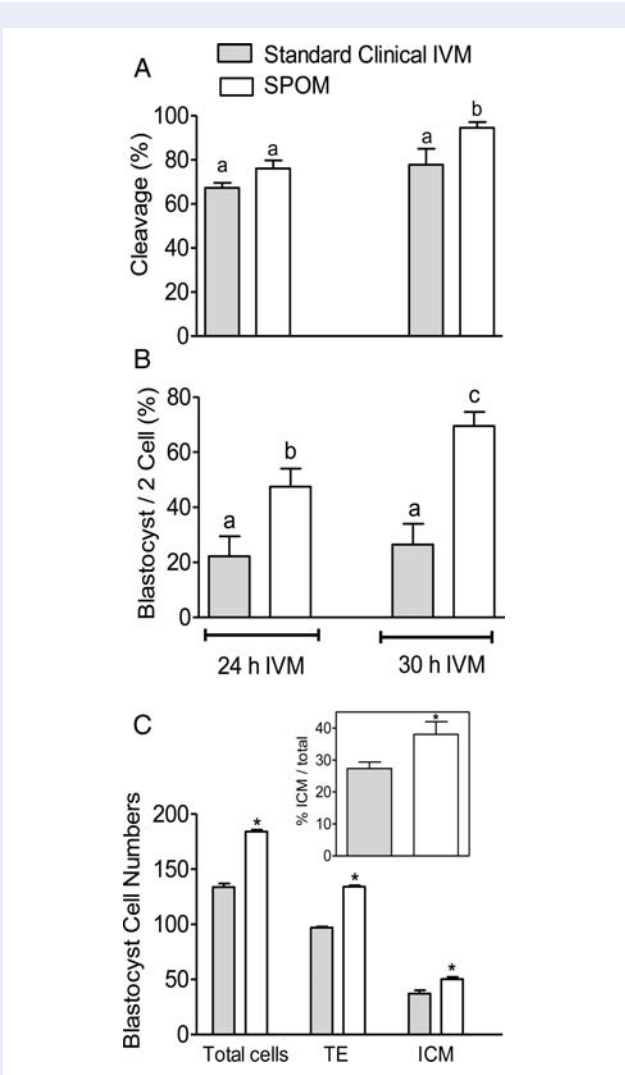 A
Standard Clinical IVM
SPOM
Cleavage (%)
100
80
60
40
20
0
a
a
a
b
B
Blastocyst / 2 Cell (%)
80
60
40
20
0
a
b
a
c
24 h IVM
30 h IVM
C
% ICM / total
40
30
20
10
0
*
Blastocyst Cell Numbers
200
150
100
50
0
*
*
*
Total cells
TE
ICM